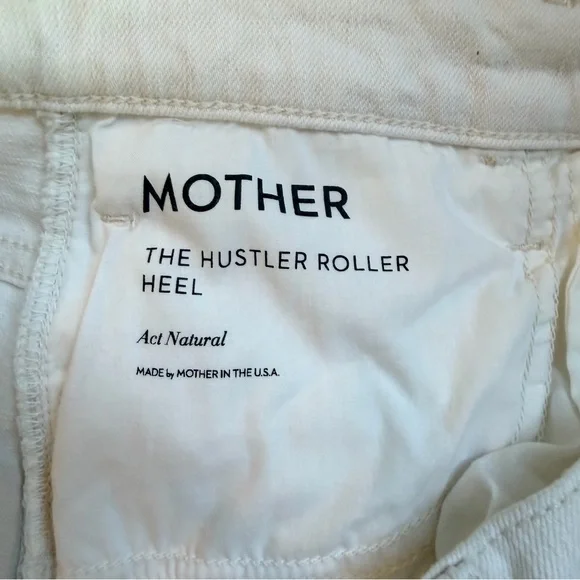 MOTHER
THE HUSTLER ROLLER
HEEL
Act Natural
MADE by MOTHER IN THE U.S.A.